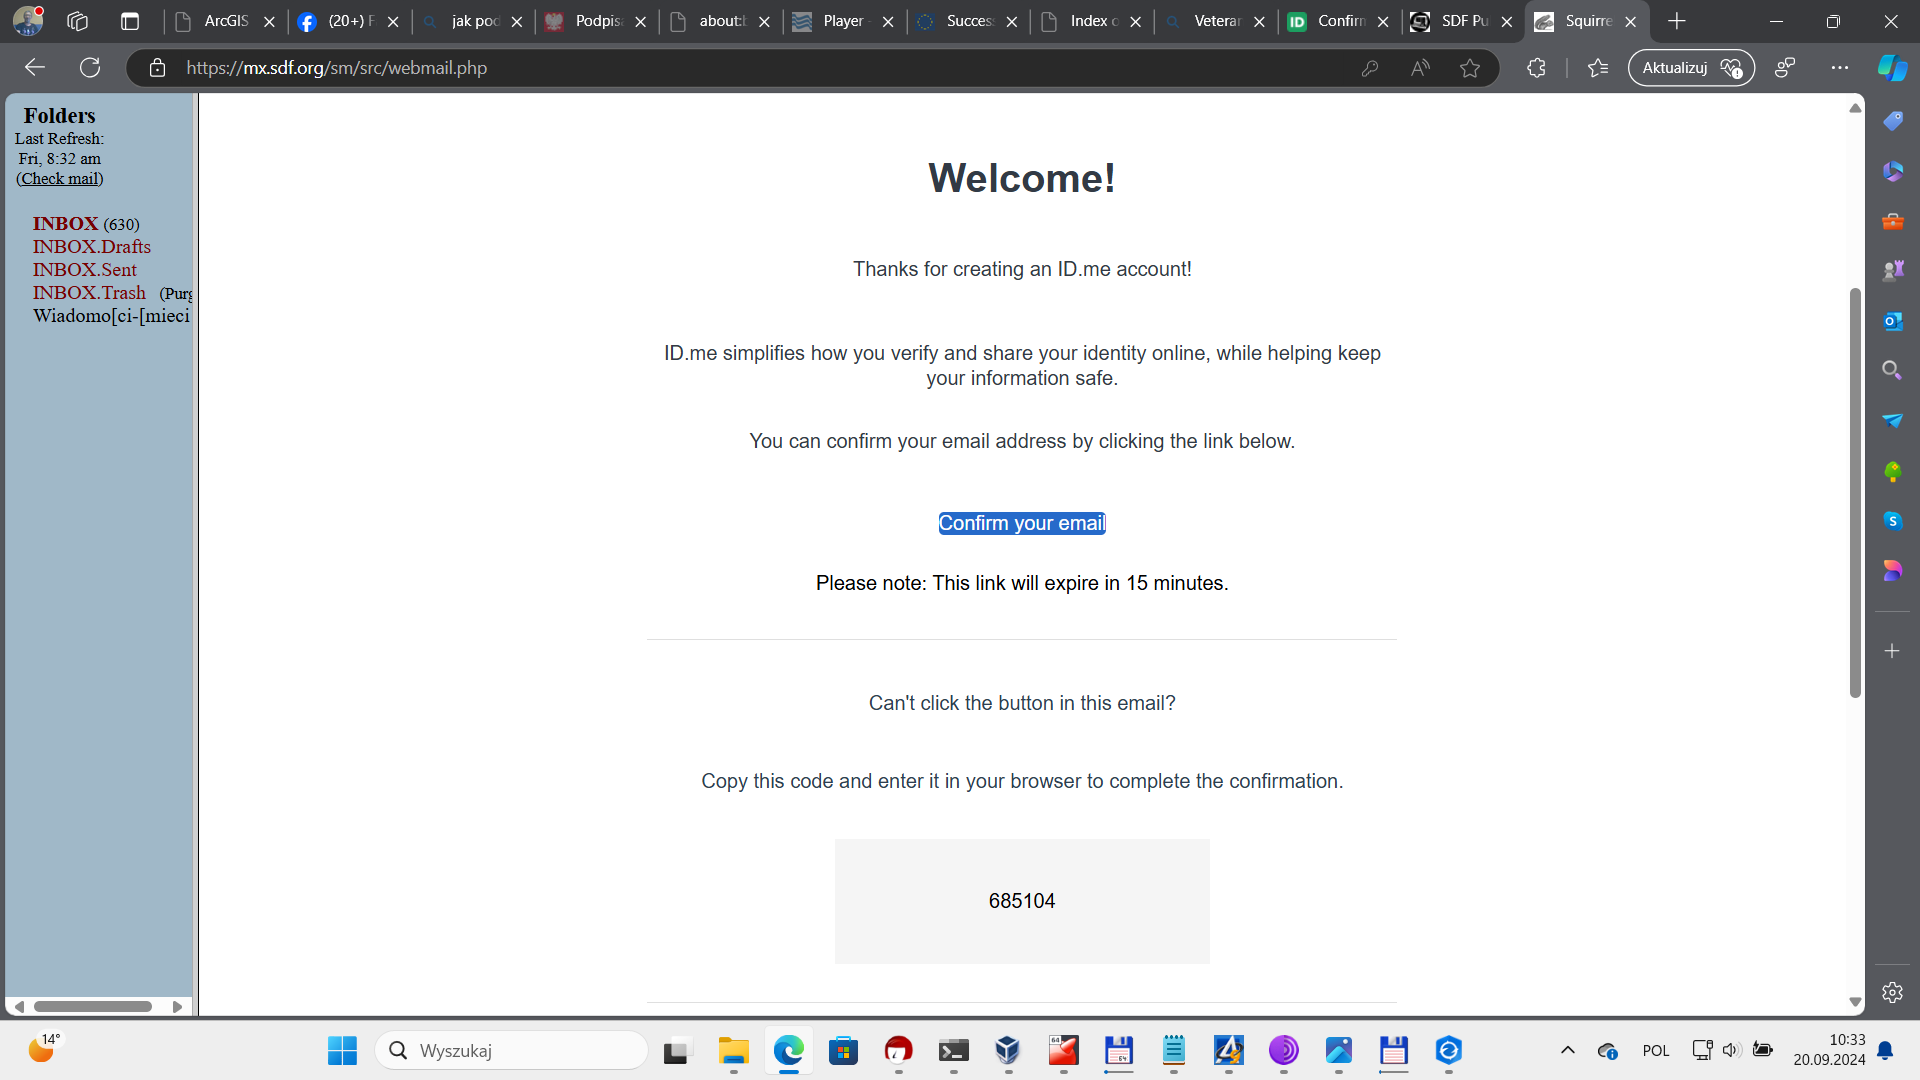 ArcGIS
(20+) F
jak pod
Podpis
about:b
Player -
Succes
Index o
Veterar
ID
Confirm
SDF Pu
Squirre
https://mx.sdf.org/sm/src/webmail.php
Aktualizuj
Folders
Last Refresh:
Fri, 8:32 am
(Check mail)
INBOX (630)
INBOX.Drafts
INBOX.Sent
INBOX.Trash (Purg
Wiadomo[ci-[mieci
Welcome!
Thanks for creating an ID.me account!
ID.me simplifies how you verify and share your identity online, while helping keep
your information safe.
You can confirm your email address by clicking the link below.
Confirm your email
Please note: This link will expire in 15 minutes.
Can't click the button in this email?
Copy this code and enter it in your browser to complete the confirmation.
685104
14°
Wyszukaj
POL
10:33
20.09.2024